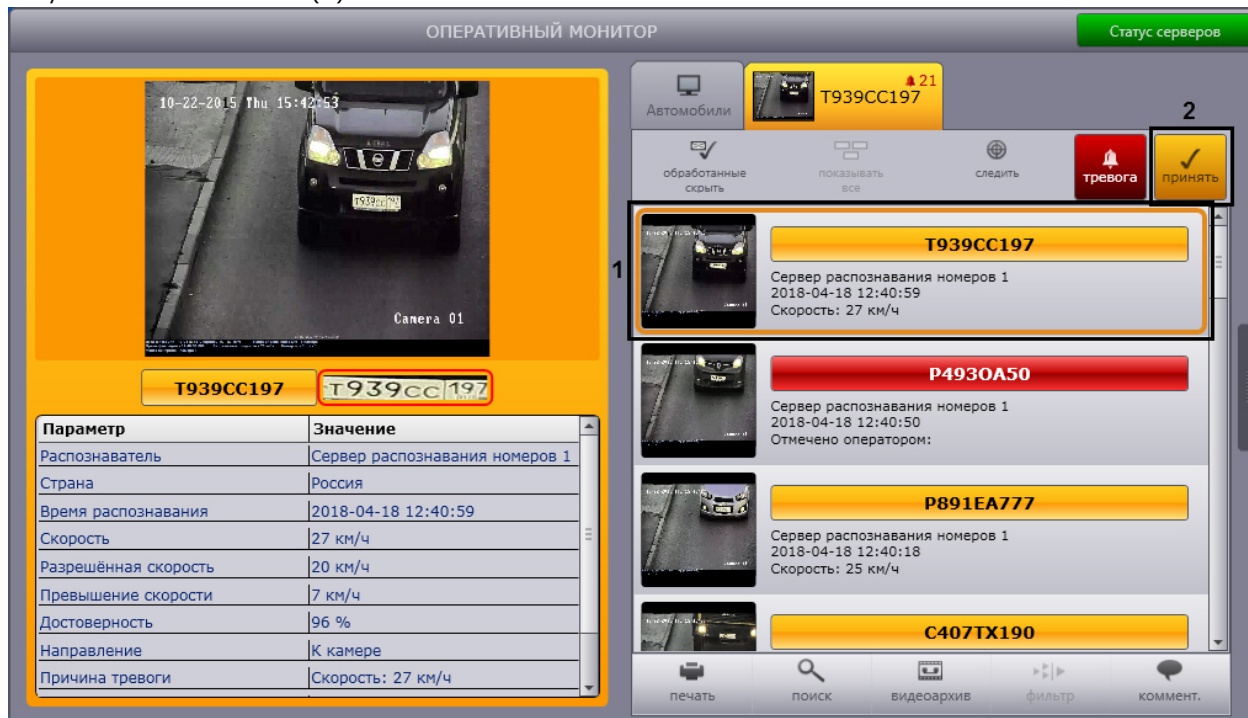 ОПЕРАТИВНЫЙ МОНИТОР
Статус серверов
10-22-2015 Thu 15:42:53
T939CC197
Camera 01
T939CC197
T939CC 197
Параметр Значение
Распознаватель Сервер распознавания номеров 1
Страна Россия
Время распознавания 2018-04-18 12:40:59
Скорость 27 км/ч
Разрешённая скорость 20 км/ч
Превышение скорости 7 км/ч
Достоверность 96 %
Направление К камере
Причина тревоги Скорость: 27 км/ч
Автомобили
21
T939CC197
2
обработанные
скрыть
показывать
все
следить
тревога
принять
1
T939CC197
Сервер распознавания номеров 1
2018-04-18 12:40:59
Скорость: 27 км/ч
P493OA50
Сервер распознавания номеров 1
2018-04-18 12:40:50
Отмечено оператором:
P891EA777
Сервер распознавания номеров 1
2018-04-18 12:40:18
Скорость: 25 км/ч
C407TX190
печать
поиск
видеоархив
фильтр
коммент.